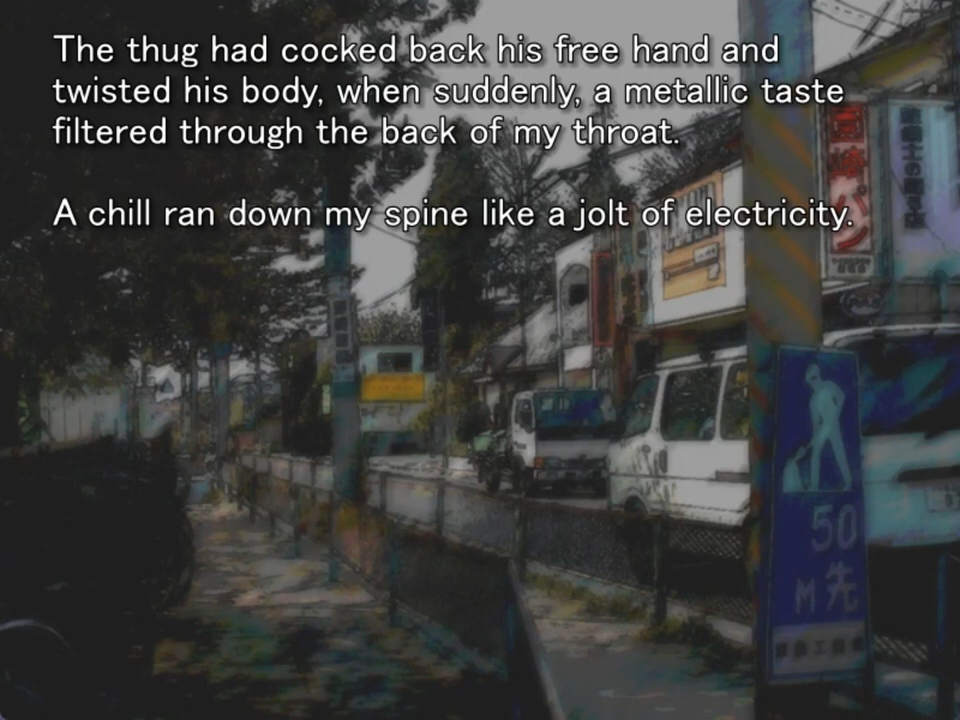 The thug had cocked back his free hand and
twisted his body, when suddenly, a metallic taste
filtered through the back of my throat.
A chill ran down my spine like a jolt of electricity.
50
M先